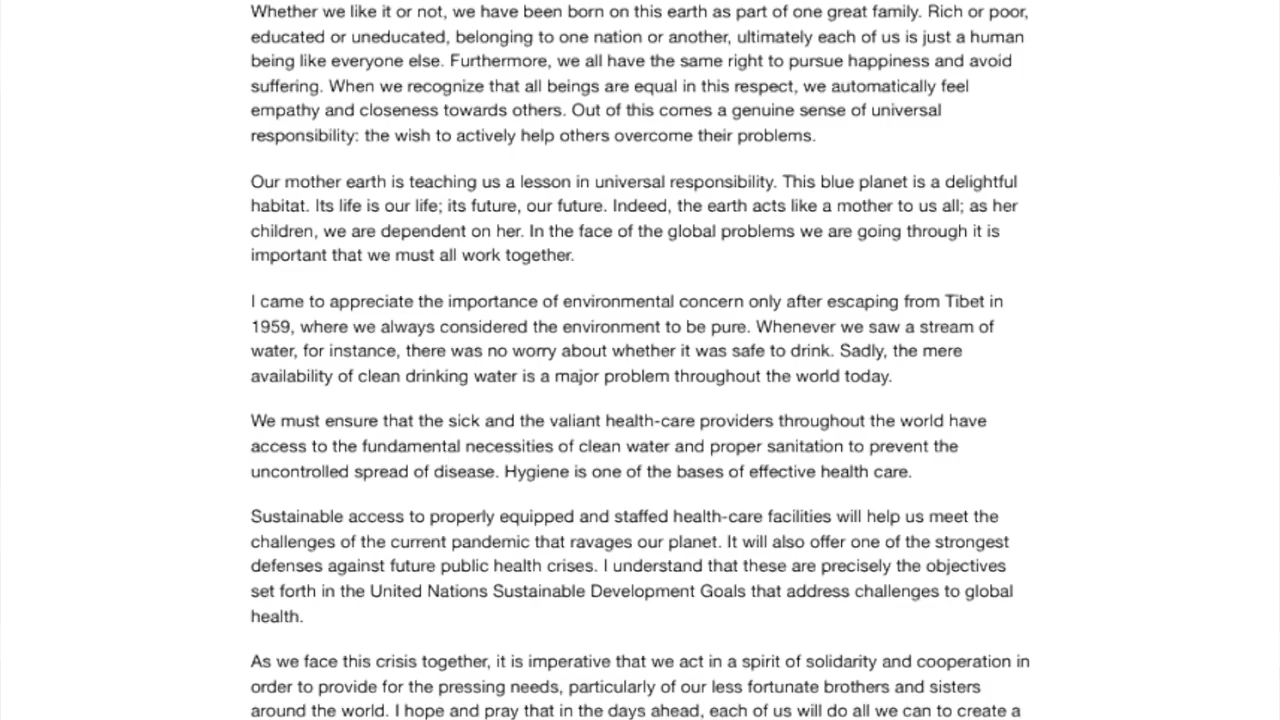 Whether we like it or not, we have been born on this earth as part of one great family. Rich or poor,
educated or uneducated, belonging to one nation or another, ultimately each of us is just a human
being like everyone else. Furthermore, we all have the same right to pursue happiness and avoid
suffering. When we recognize that all beings are equal in this respect, we automatically feel
empathy and closeness towards others. Out of this comes a genuine sense of universal
responsibility: the wish to actively help others overcome their problems.
Our mother earth is teaching us a lesson in universal responsibility. This blue planet is a delightful
habitat. Its life is our life; its future, our future. Indeed, the earth acts like a mother to us all; as her
children, we are dependent on her. In the face of the global problems we are going through it is
important that we must all work together.
I came to appreciate the importance of environmental concern only after escaping from Tibet in
1959, where we always considered the environment to be pure. Whenever we saw a stream of
water, for instance, there was no worry about whether it was safe to drink. Sadly, the mere
availability of clean drinking water is a major problem throughout the world today.
We must ensure that the sick and the valiant health-care providers throughout the world have
access to the fundamental necessities of clean water and proper sanitation to prevent the
uncontrolled spread of disease. Hygiene is one of the bases of effective health care.
Sustainable access to properly equipped and staffed health-care facilities will help us meet the
challenges of the current pandemic that ravages our planet. It will also offer one of the strongest
defenses against future public health crises. I understand that these are precisely the objectives
set forth in the United Nations Sustainable Development Goals that address challenges to global
health.
As we face this crisis together, it is imperative that we act in a spirit of solidarity and cooperation in
order to provide for the pressing needs, particularly of our less fortunate brothers and sisters
around the world. I hope and pray that in the days ahead, each of us will do all we can to create a